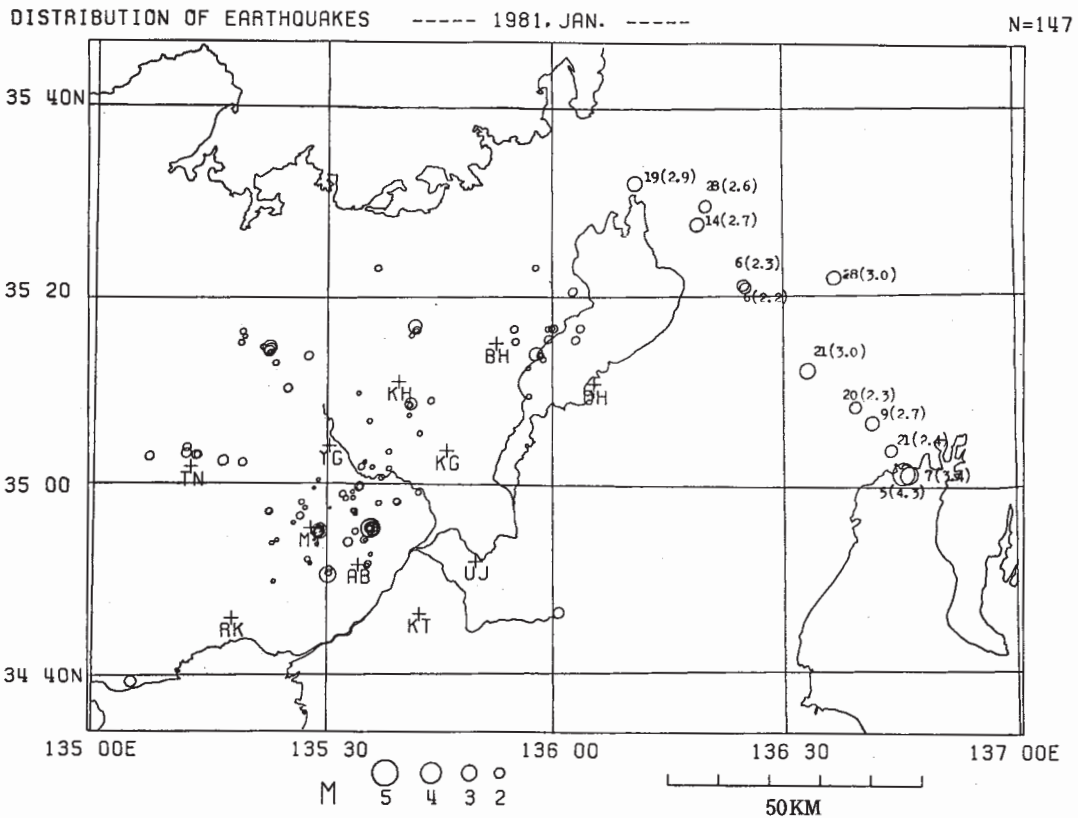 DISTRIBUTION OF EARTHQUAKES ----- 1981, JAN. ----- N=147
35 40N
19(2.9)
28(2.6)
14(2.7)
6(2.3)
28(3.0)
6(2.2)
35 20
21(3.0)
BH
KH
20(2.3)
9(2.7)
21(2.4)
YG
KG
TN
35 00
5(4.3)
M
AB
UJ
RK
KT
34 40N
135 00E 135 30 136 00 136 30 137 00E
M 5 4 3 2
50KM